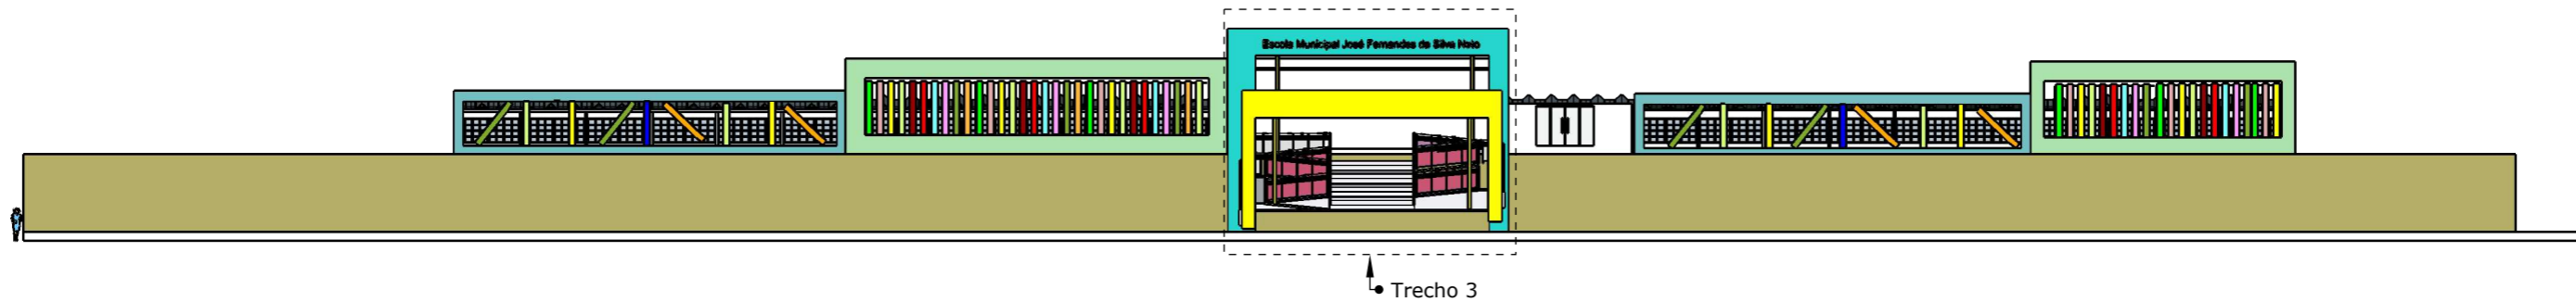 Escola Municipal José Fernandes da Silva Neto
Trecho 3